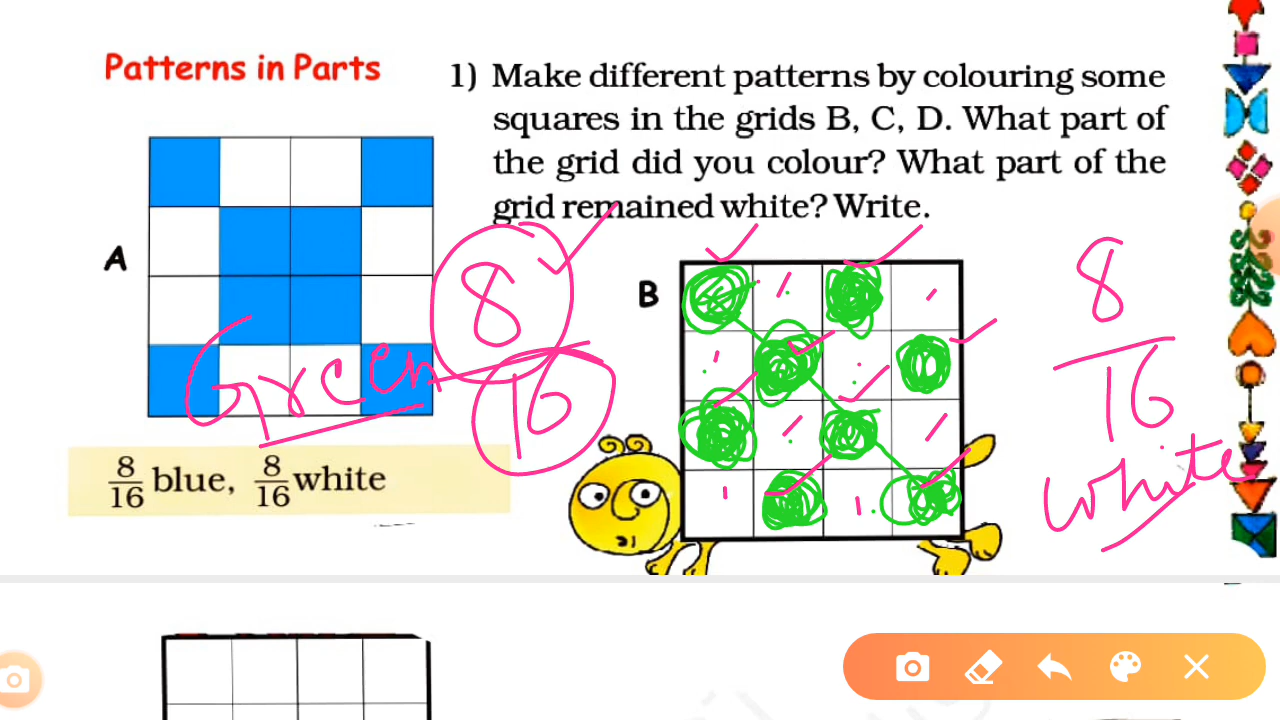 Patterns in Parts
1) Make different patterns by colouring some
squares in the grids B, C, D. What part of
the grid did you colour? What part of the
grid remained white? Write.
A
B
8/16 Green
8/16 white
8/16 blue, 8/16 white